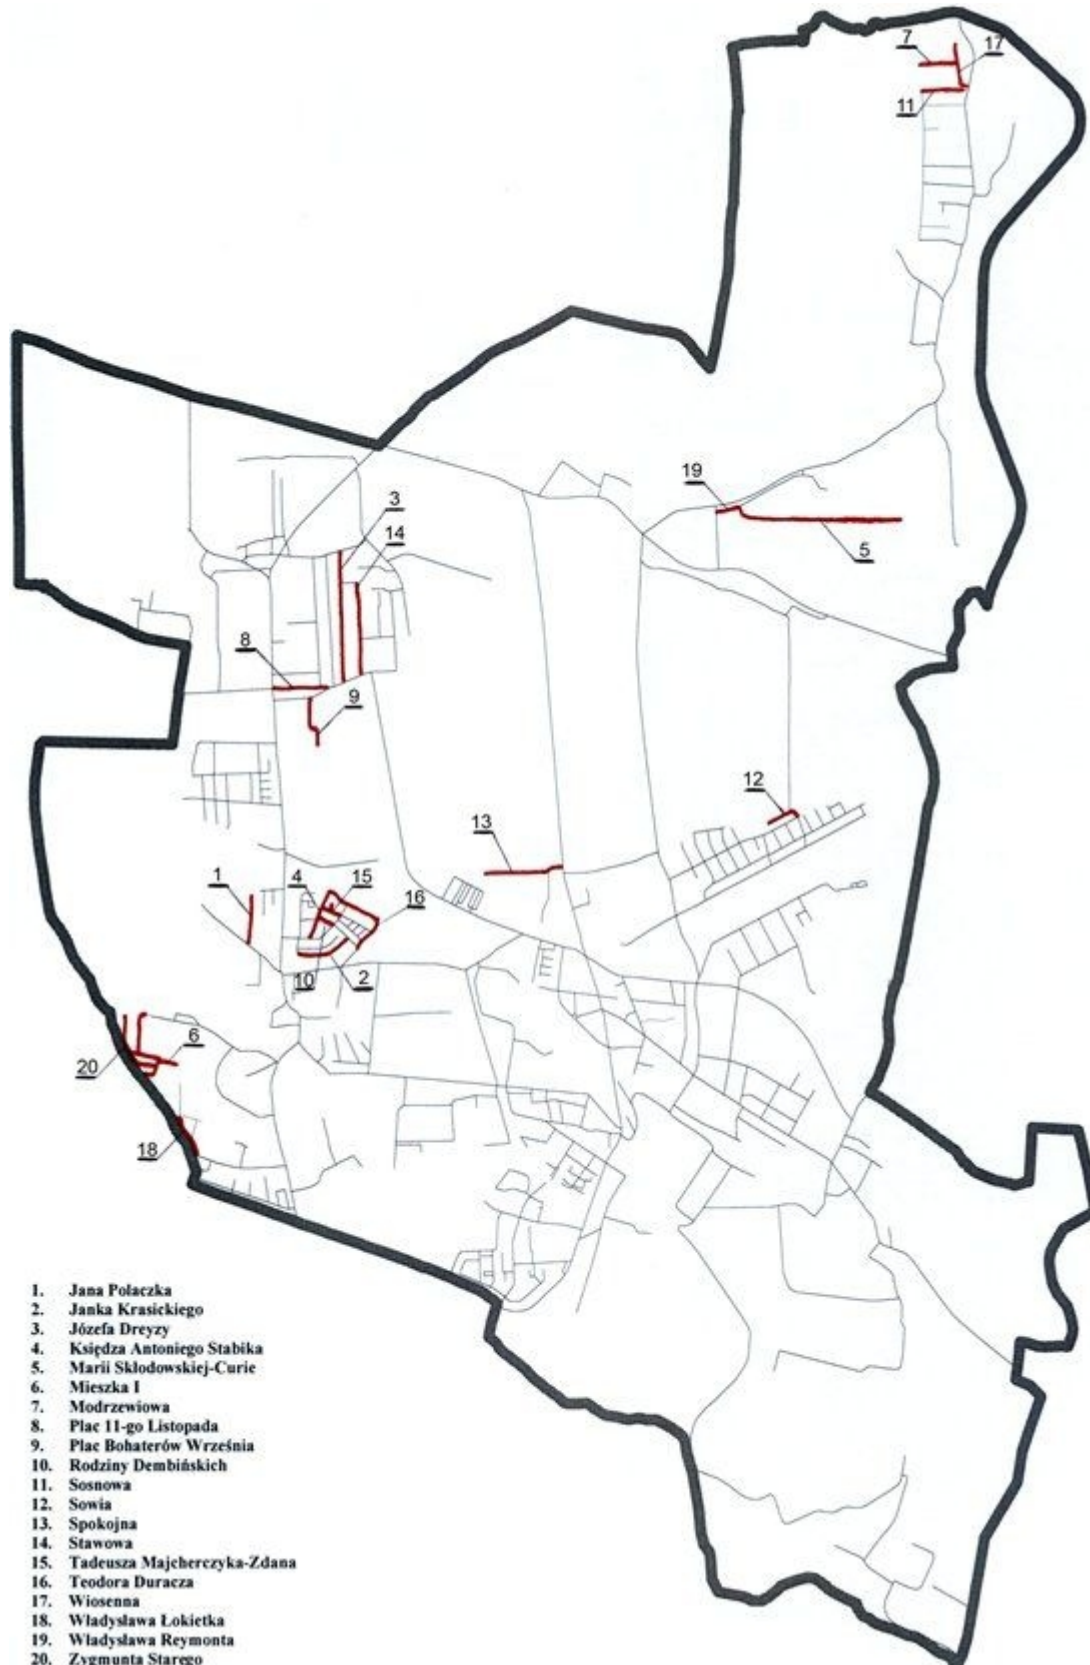 7
17
11
19
3
14
5
8
9
12
13
1
4
15
16
10
2
6
20
18
1. Jana Polaczka
2. Janka Krasickiego
3. Józefa Dreyzy
4. Księdza Antoniego Stabika
5. Marii Skłodowskiej-Curie
6. Mieszka I
7. Modrzewiowa
8. Plac 11-go Listopada
9. Plac Bohaterów Września
10. Rodziny Dembińskich
11. Sosnowa
12. Sowia
13. Spokojna
14. Stawowa
15. Tadeusza Majcherczyka-Zdana
16. Teodora Duracza
17. Wiosenna
18. Władysława Łokietka
19. Władysława Reymonta
20. Zygmunta Starego